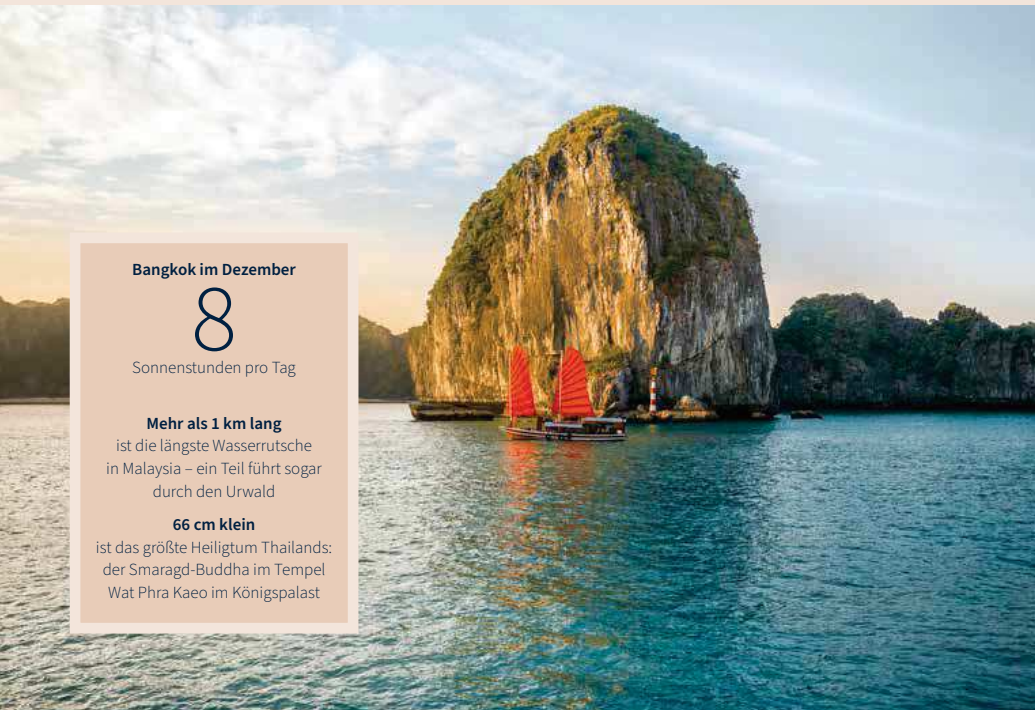 Bangkok im Dezember
8
Sonnenstunden pro Tag
Mehr als 1 km lang
ist die längste Wasserrutsche
in Malaysia – ein Teil führt sogar
durch den Urwald
66 cm klein
ist das größte Heiligtum Thailands:
der Smaragd-Buddha im Tempel
Wat Phra Kaeo im Königspalast